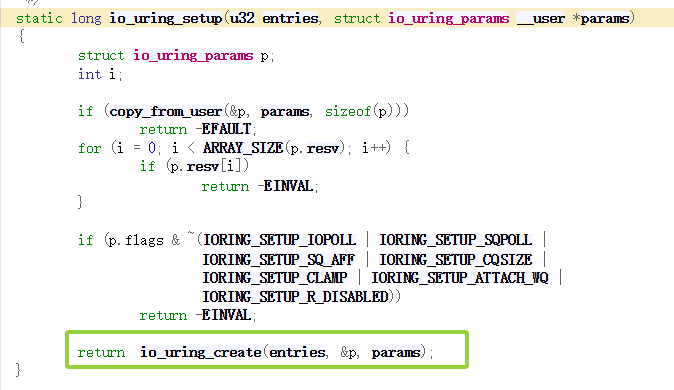 */
static long io_uring_setup(u32 entries, struct io_uring_params __user *params)
{
struct io_uring_params p;
int i;
if (copy_from_user(&p, params, sizeof(p)))
return -EFAULT;
for (i = 0; i < ARRAY_SIZE(p.resv); i++) {
if (p.resv[i])
return -EINVAL;
}
if (p.flags & ~(IORING_SETUP_IOPOLL | IORING_SETUP_SQPOLL |
IORING_SETUP_SQ_AFF | IORING_SETUP_CQSIZE |
IORING_SETUP_CLAMP | IORING_SETUP_ATTACH_WQ |
IORING_SETUP_R_DISABLED))
return -EINVAL;
return io_uring_create(entries, &p, params);
}